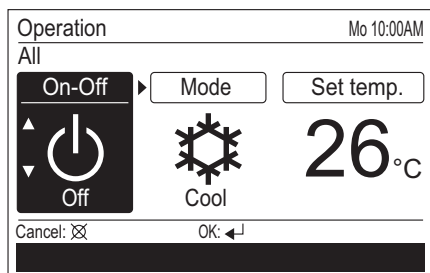 Operation Mo 10:00AM
All
On-Off Mode Set temp.
26°C
Off Cool
Cancel: OK: